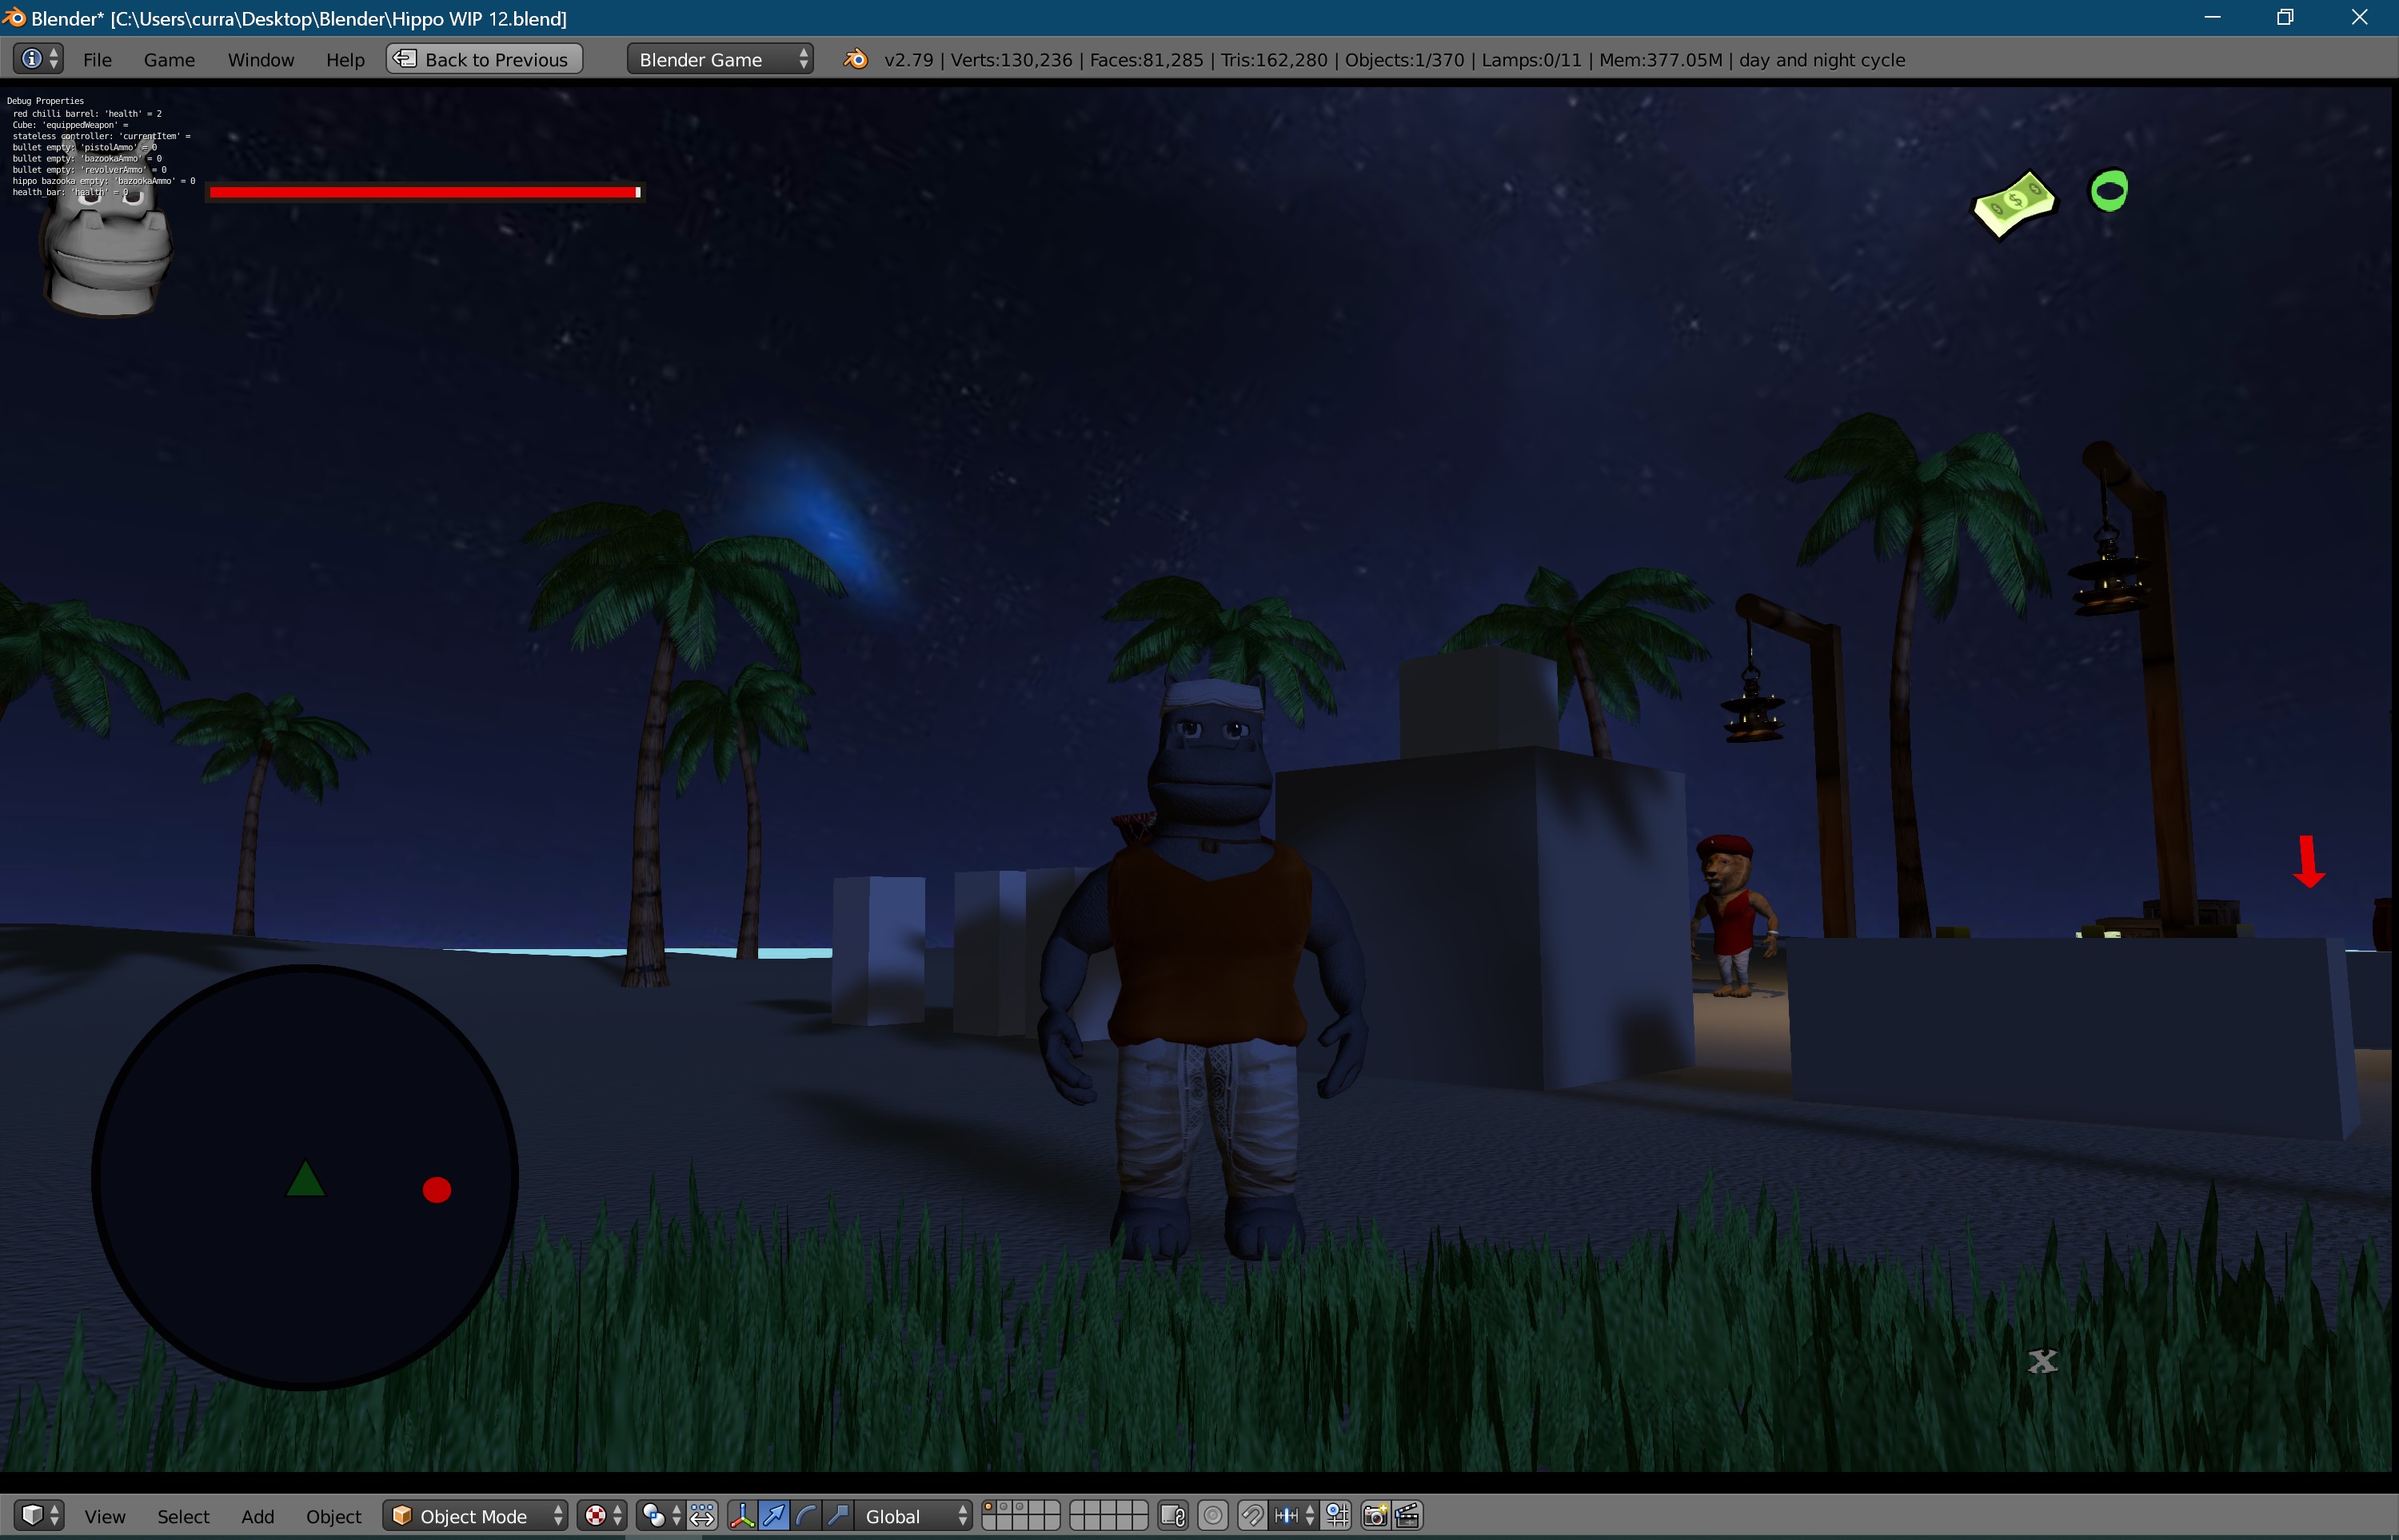 Blender* [C:\Users\curra\Desktop\Blender\Hippo WIP 12.blend]
File Game Window Help Back to Previous Blender Game v2.79 | Verts:130,236 | Faces:81,285 | Tris:162,280 | Objects:1/370 | Lamps:0/11 | Mem:377.05M | day and night cycle
Debug Properties
red chilli barrel: 'health' = 2
Cube: 'equippedWeapon' =
stateless controller: 'currentItem' =
bullet empty: 'pistolAmmo' = 0
bullet empty: 'bazookaAmmo' = 0
bullet empty: 'revolverAmmo' = 0
hippo bazooka empty: 'bazookaAmmo' = 0
health_bar: 'health' = 0
$ 0
x
View Select Add Object Object Mode Global